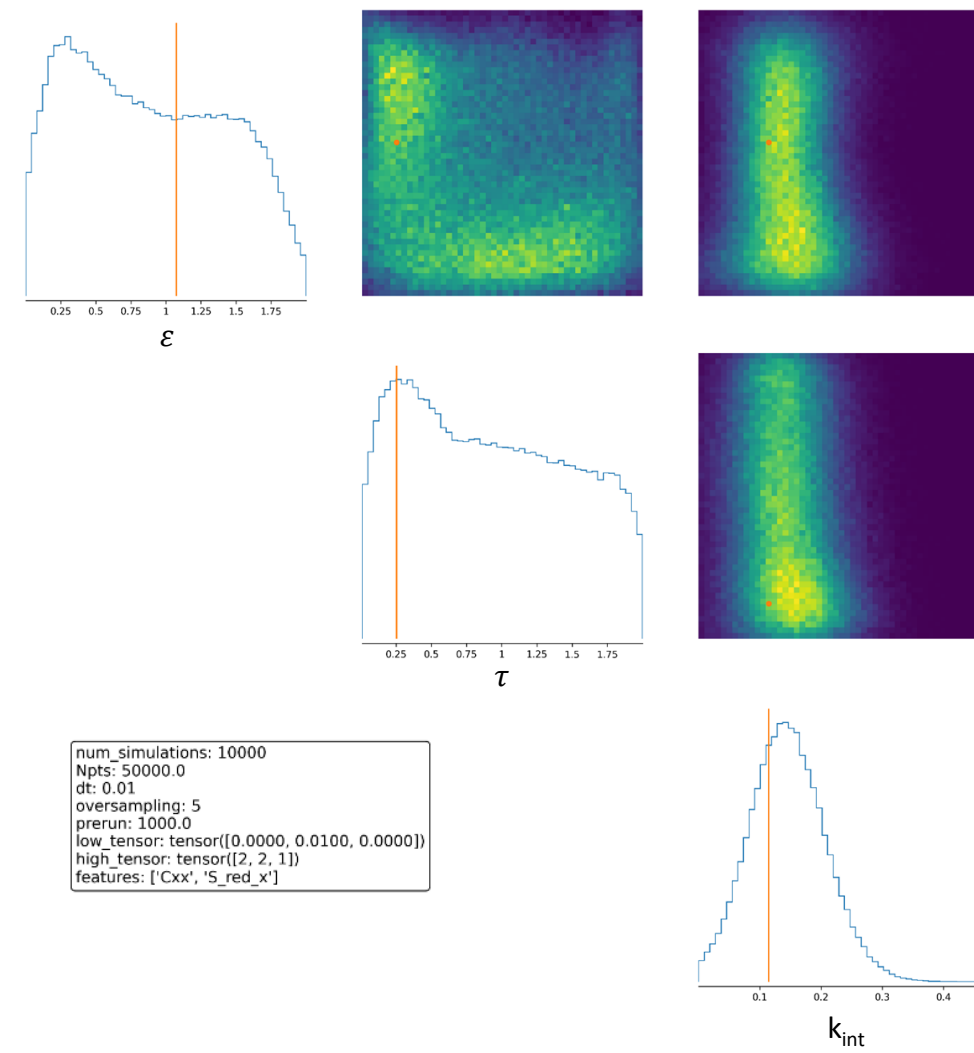 0.25 0.5 0.75 1 1.25 1.5 1.75
ε
0.25 0.5 0.75 1 1.25 1.5 1.75
τ
num_simulations: 10000
Npts: 50000.0
dt: 0.01
oversampling: 5
prerun: 1000.0
low_tensor: tensor([0.0000, 0.0100, 0.0000])
high_tensor: tensor([2, 2, 1])
features: ['Cxx', 'S_red_x']
0.1 0.2 0.3 0.4
k_int